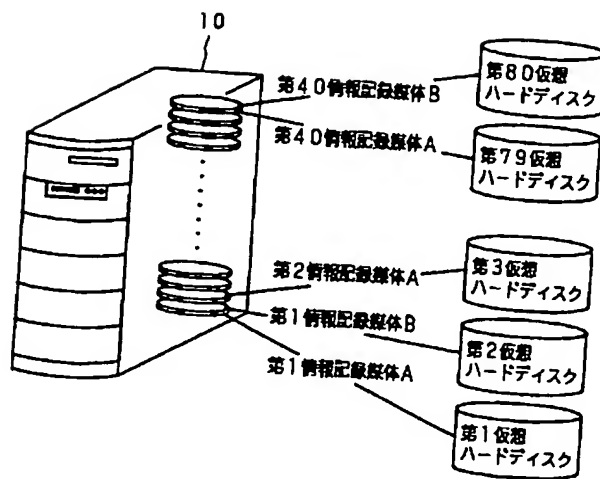 10
第40情報記録媒体B
第80仮想
ハードディスク
第40情報記録媒体A
第79仮想
ハードディスク
第2情報記録媒体A
第3仮想
ハードディスク
第1情報記録媒体B
第2仮想
ハードディスク
第1情報記録媒体A
第1仮想
ハードディスク